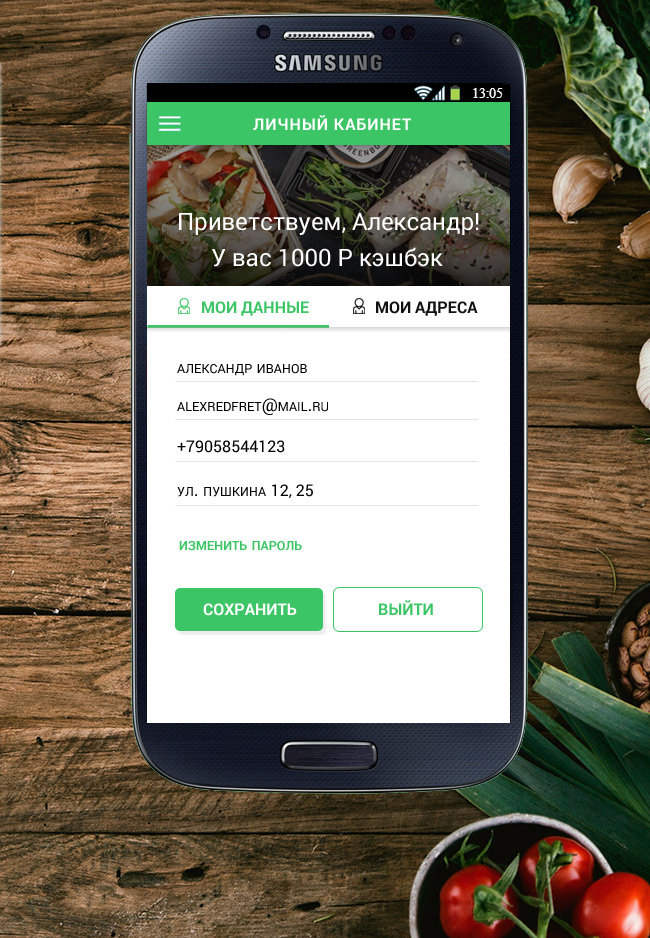 SAMSUNG
13:05
ЛИЧНЫЙ КАБИНЕТ
GREENBO
Приветствуем, Александр!
У вас 1000 Р кэшбэк
МОИ ДАННЫЕ МОИ АДРЕСА
АЛЕКСАНДР ИВАНОВ
ALEXREDFRET@MAIL.RU
+79058544123
УЛ. ПУШКИНА 12, 25
ИЗМЕНИТЬ ПАРОЛЬ
СОХРАНИТЬ ВЫЙТИ